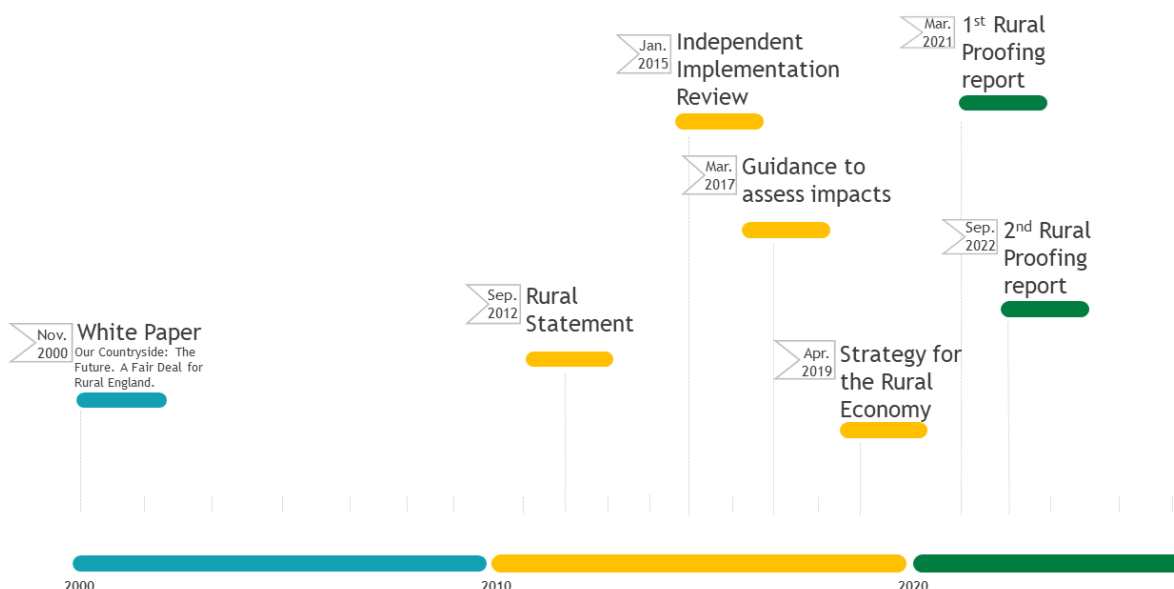 Nov.
2000
White Paper
Our Countryside: The
Future. A Fair Deal for
Rural England.
Sep.
2012
Rural
Statement
Jan.
2015
Independent
Implementation
Review
Mar.
2017
Guidance to
assess impacts
Apr.
2019
Strategy for
the Rural
Economy
Mar.
2021
1st Rural
Proofing
report
Sep.
2022
2nd Rural
Proofing
report
2000
2010
2020